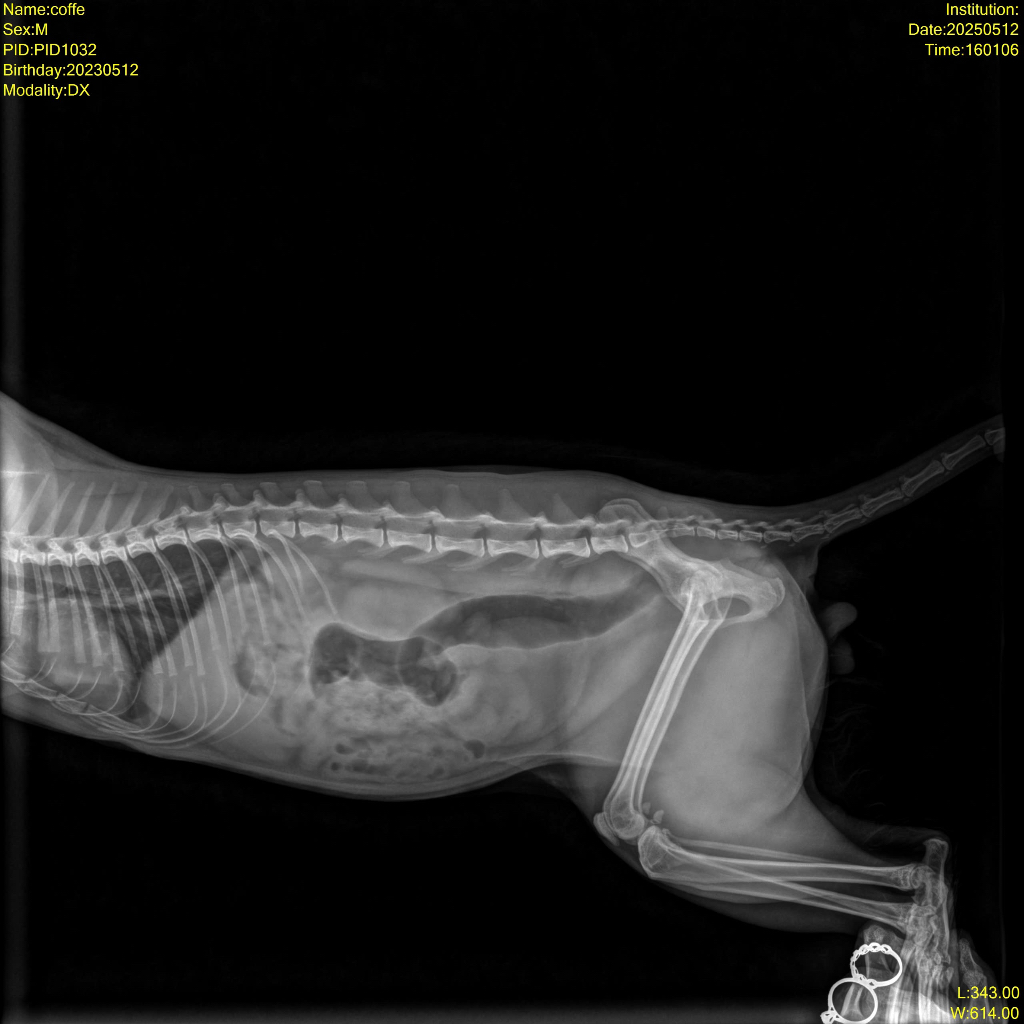 Name:coffe
Sex:M
PID:PID1032
Birthday:20230512
Modality:DX
Institution:
Date:20250512
Time:160106
L:343.00
W:614.00